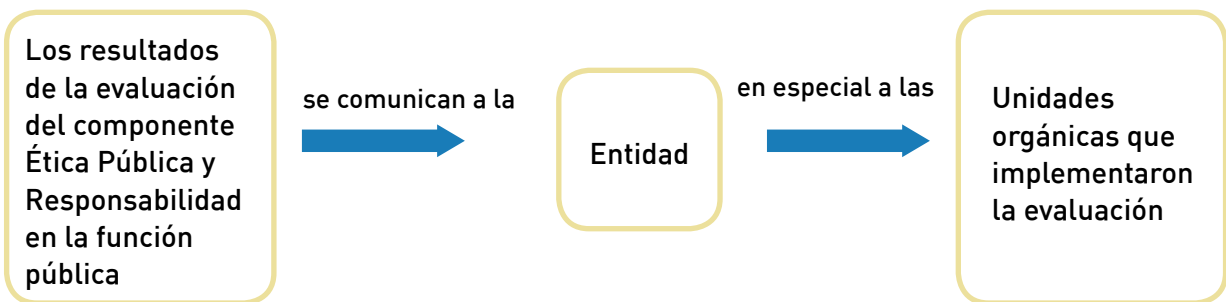 Los resultados
de la evaluación
del componente
Ética Pública y
Responsabilidad
en la función
pública
se comunican a la
Entidad
en especial a las
Unidades
orgánicas que
implementaron
la evaluación